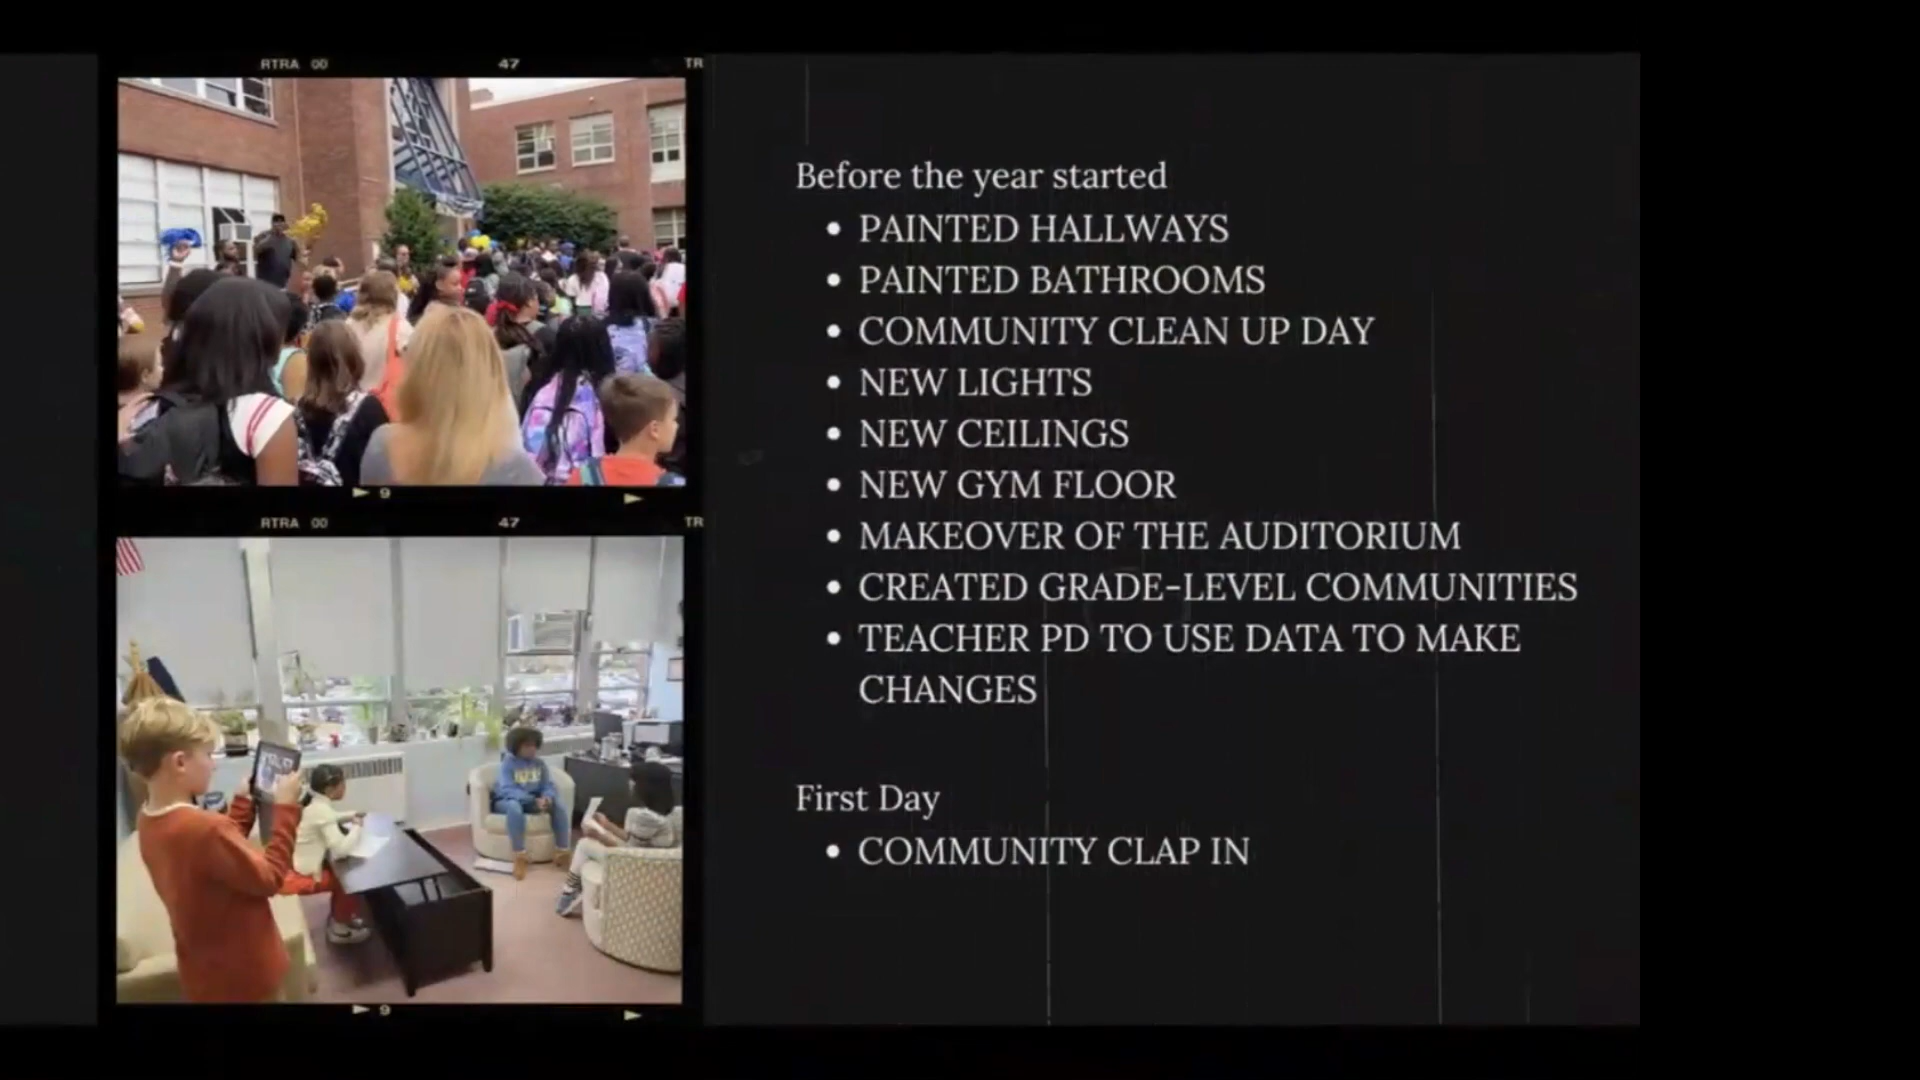 RTRA 00 47 TR
9
RTRA 00 47 TR
9
Before the year started
• PAINTED HALLWAYS
• PAINTED BATHROOMS
• COMMUNITY CLEAN UP DAY
• NEW LIGHTS
• NEW CEILINGS
• NEW GYM FLOOR
• MAKEOVER OF THE AUDITORIUM
• CREATED GRADE-LEVEL COMMUNITIES
• TEACHER PD TO USE DATA TO MAKE
CHANGES
First Day
• COMMUNITY CLAP IN